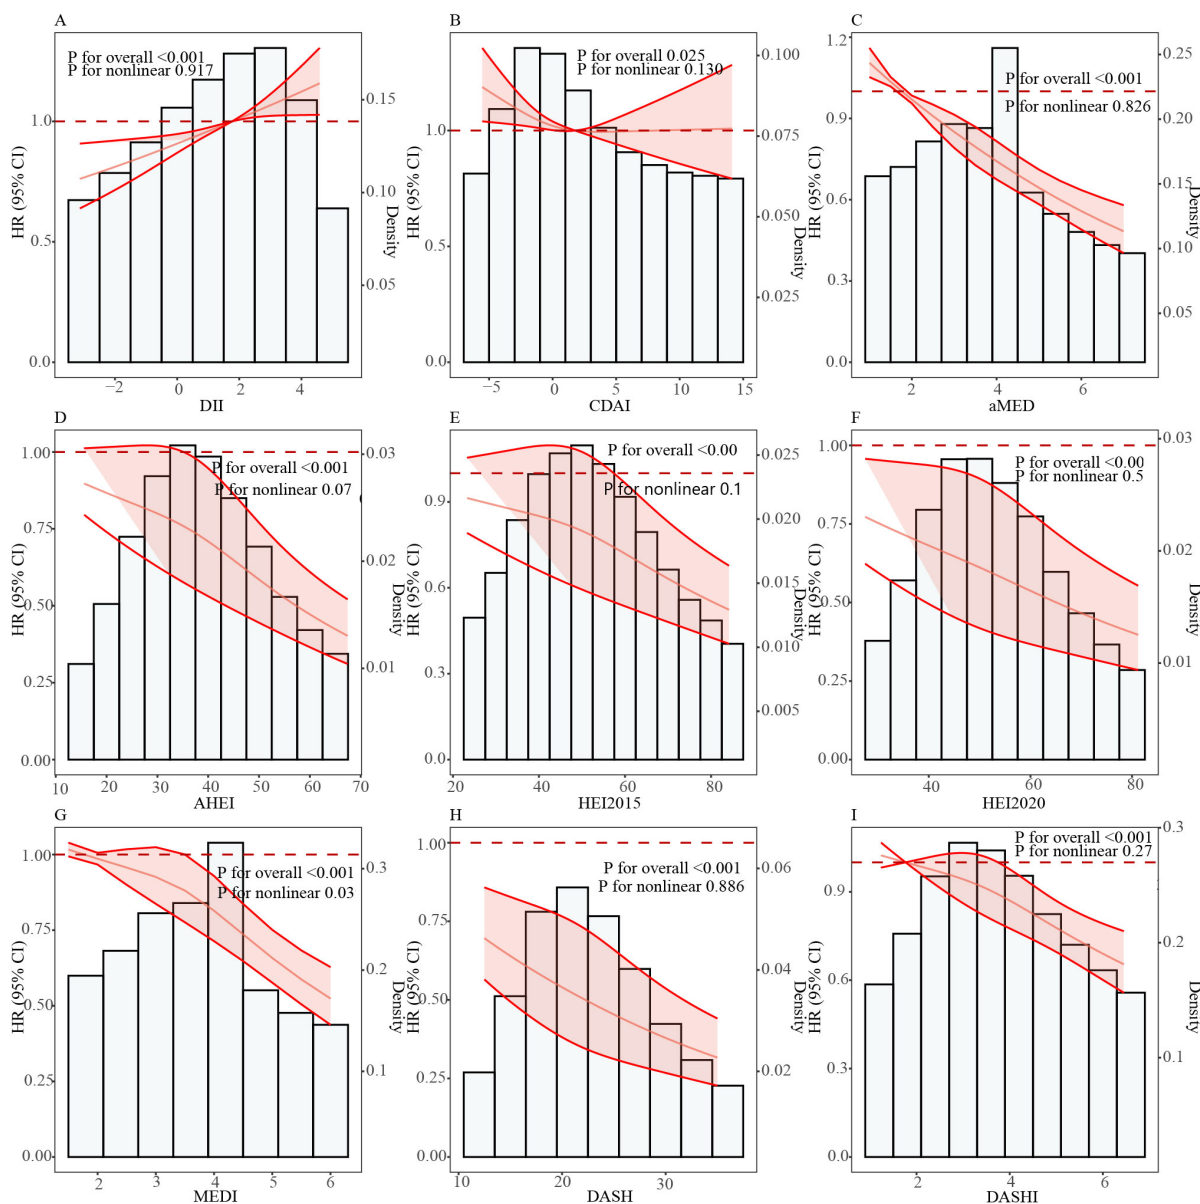 A
P for overall <0.001
P for nonlinear 0.917
HR (95% CI)
1.0
0.5
0.0
0.15
0.10
0.05
Density
−2
0
2
4
DII
B
P for overall 0.025
P for nonlinear 0.130
HR (95% CI)
1.0
0.5
0.0
0.100
0.075
0.050
0.025
Density
−5
0
5
10
15
CDAI
C
P for overall <0.001
P for nonlinear 0.826
HR (95% CI)
1.2
0.9
0.6
0.3
0.0
0.25
0.20
0.15
0.10
0.05
Density
2
4
6
aMED
D
P for overall <0.001
P for nonlinear 0.07
HR (95% CI)
1.00
0.75
0.50
0.25
0.00
0.03
0.02
0.01
Density
10
20
30
40
50
60
70
AHEI
E
P for overall <0.00
P for nonlinear 0.1
HR (95% CI)
0.9
0.6
0.3
0.0
0.025
0.020
0.015
0.010
0.005
Density
20
40
60
80
HEI2015
F
P for overall <0.00
P for nonlinear 0.5
HR (95% CI)
1.00
0.75
0.50
0.25
0.00
0.03
0.02
0.01
Density
40
60
80
HEI2020
G
P for overall <0.001
P for nonlinear 0.03
HR (95% CI)
1.00
0.75
0.50
0.25
0.00
0.3
0.2
0.1
Density
2
3
4
5
6
MEDI
H
P for overall <0.001
P for nonlinear 0.886
HR (95% CI)
1.00
0.75
0.50
0.25
0.00
0.06
0.04
0.02
Density
10
20
30
DASH
I
P for overall <0.001
P for nonlinear 0.27
HR (95% CI)
0.9
0.6
0.3
0.0
0.3
0.2
0.1
Density
2
4
6
DASHI